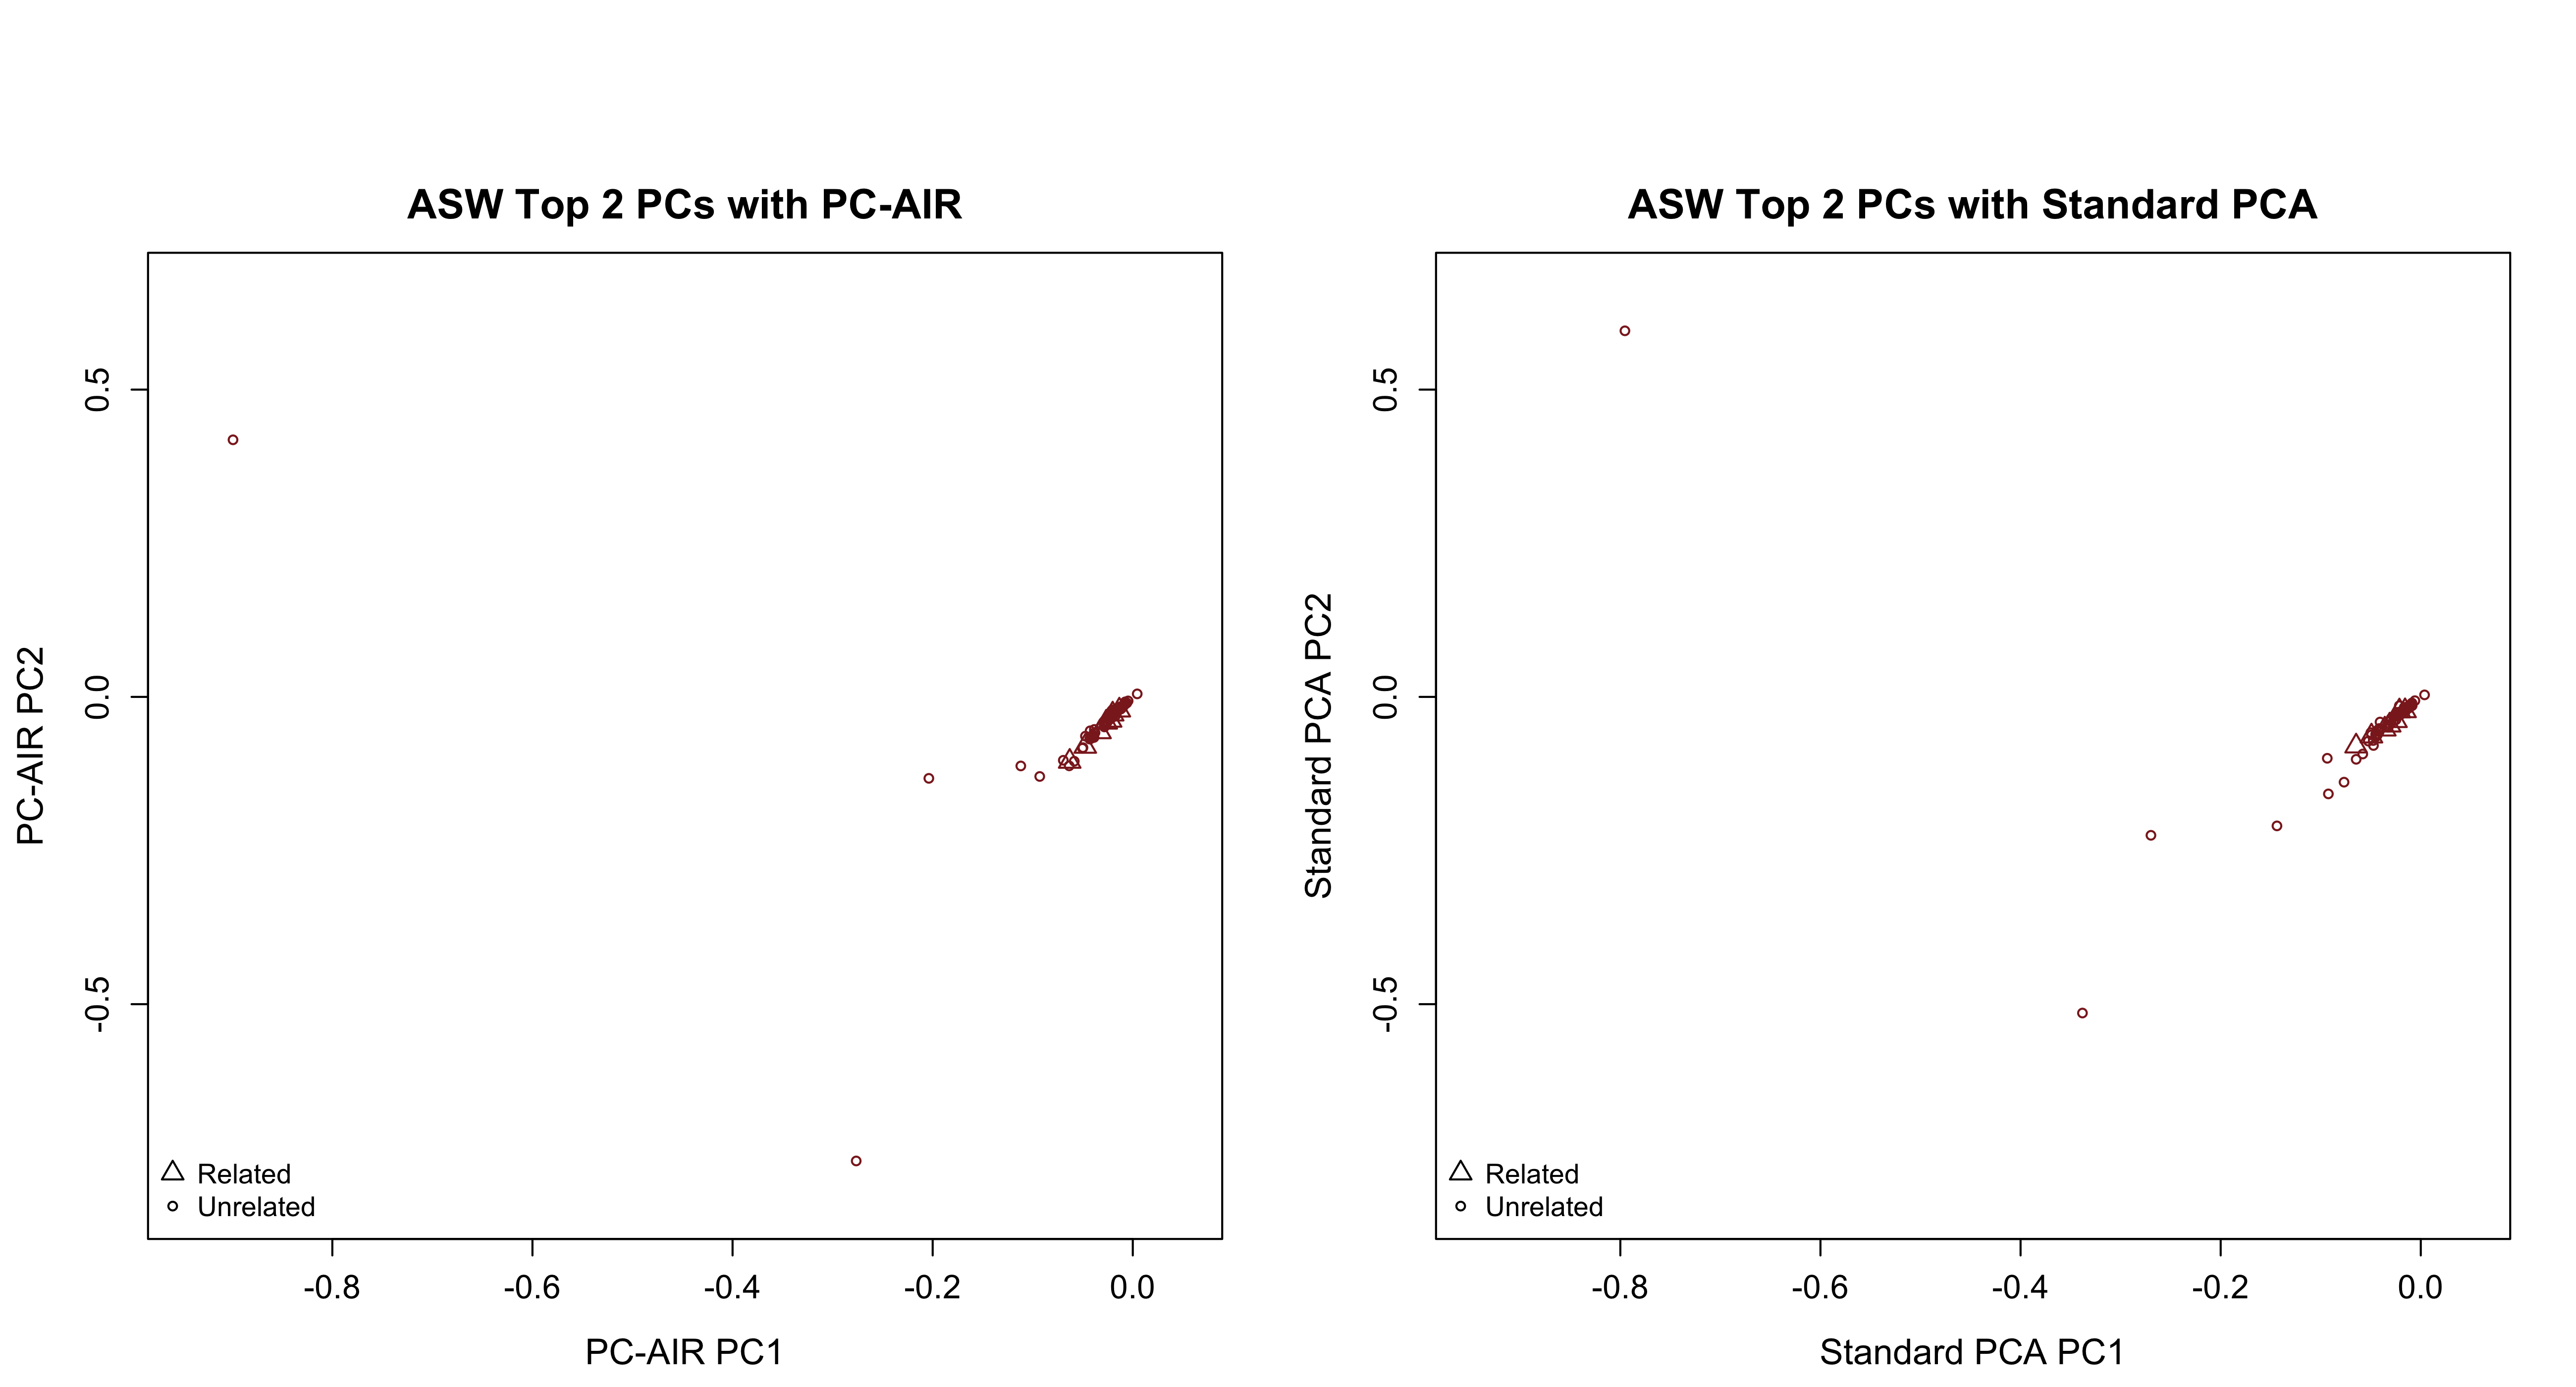 ASW Top 2 PCs with PC-AIR
PC-AIR PC2
0.5
0.0
-0.5
Related
Unrelated
-0.8 -0.6 -0.4 -0.2 0.0
PC-AIR PC1
ASW Top 2 PCs with Standard PCA
Standard PCA PC2
0.5
0.0
-0.5
Related
Unrelated
-0.8 -0.6 -0.4 -0.2 0.0
Standard PCA PC1